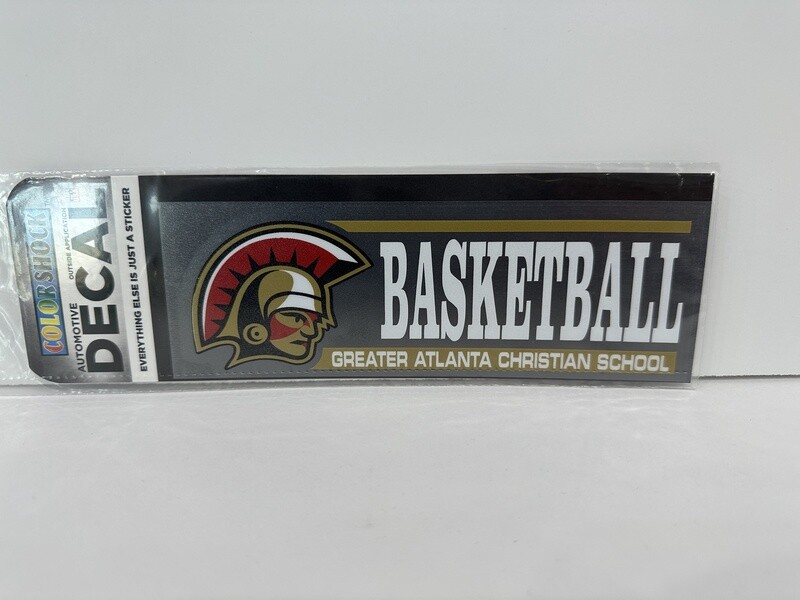 COLORSHOCK
AUTOMOTIVE
OUTSIDE APPLICATION
DECAL
EVERYTHING ELSE IS JUST A STICKER
BASKETBALL
GREATER ATLANTA CHRISTIAN SCHOOL